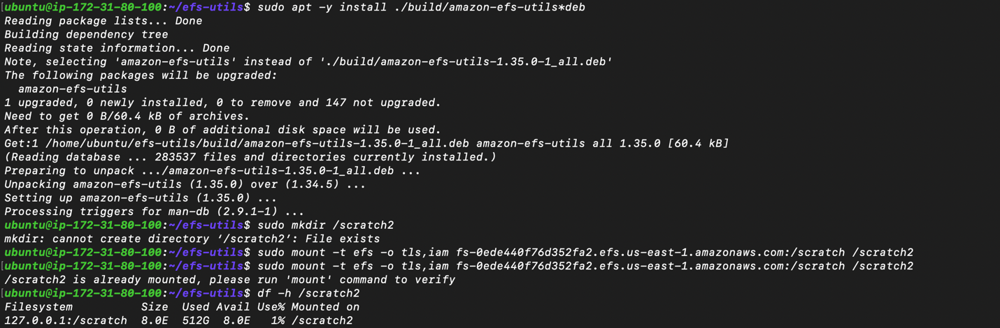 [ubuntu@ip-172-31-80-100:~/efs-utils$ sudo apt -y install ./build/amazon-efs-utils*deb
Reading package lists... Done
Building dependency tree
Reading state information... Done
Note, selecting 'amazon-efs-utils' instead of './build/amazon-efs-utils-1.35.0-1_all.deb'
The following packages will be upgraded:
  amazon-efs-utils
1 upgraded, 0 newly installed, 0 to remove and 147 not upgraded.
Need to get 0 B/60.4 kB of archives.
After this operation, 0 B of additional disk space will be used.
Get:1 /home/ubuntu/efs-utils/build/amazon-efs-utils-1.35.0-1_all.deb amazon-efs-utils all 1.35.0 [60.4 kB]
(Reading database ... 283537 files and directories currently installed.)
Preparing to unpack .../amazon-efs-utils-1.35.0-1_all.deb ...
Unpacking amazon-efs-utils (1.35.0) over (1.34.5) ...
Setting up amazon-efs-utils (1.35.0) ...
Processing triggers for man-db (2.9.1-1) ...
ubuntu@ip-172-31-80-100:~/efs-utils$ sudo mkdir /scratch2
mkdir: cannot create directory ‘/scratch2’: File exists
ubuntu@ip-172-31-80-100:~/efs-utils$ sudo mount -t efs -o tls,iam fs-0ede440f76d352fa2.efs.us-east-1.amazonaws.com:/scratch /scratch2
[ubuntu@ip-172-31-80-100:~/efs-utils$ sudo mount -t efs -o tls,iam fs-0ede440f76d352fa2.efs.us-east-1.amazonaws.com:/scratch /scratch2
/scratch2 is already mounted, please run 'mount' command to verify
[ubuntu@ip-172-31-80-100:~/efs-utils$ df -h /scratch2
Filesystem          Size  Used Avail Use% Mounted on
127.0.0.1:/scratch  8.0E  512G  8.0E   1% /scratch2